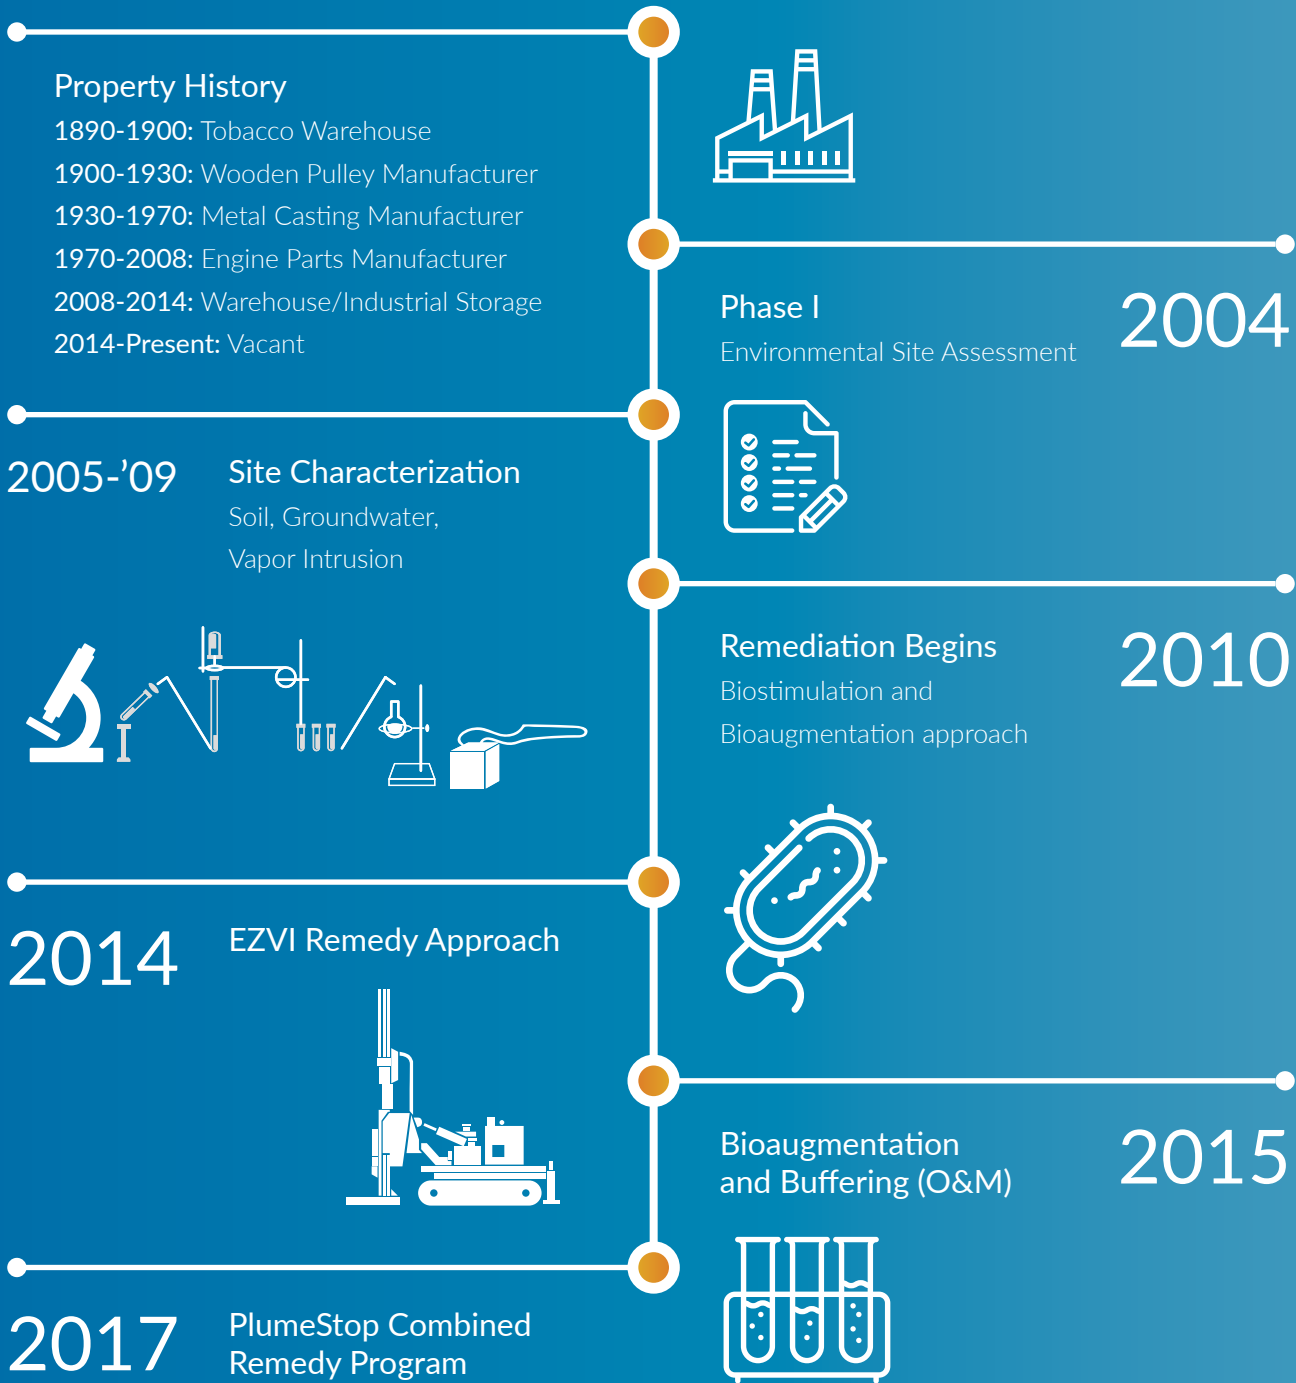 Property History
1890-1900: Tobacco Warehouse
1900-1930: Wooden Pulley Manufacturer
1930-1970: Metal Casting Manufacturer
1970-2008: Engine Parts Manufacturer
2008-2014: Warehouse/Industrial Storage
2014-Present: Vacant
Phase I
Environmental Site Assessment
2004
2005-’09
Site Characterization
Soil, Groundwater,
Vapor Intrusion
Remediation Begins
Biostimulation and
Bioaugmentation approach
2010
2014
EZVI Remedy Approach
Bioaugmentation
and Buffering (O&M)
2015
2017
PlumeStop Combined
Remedy Program